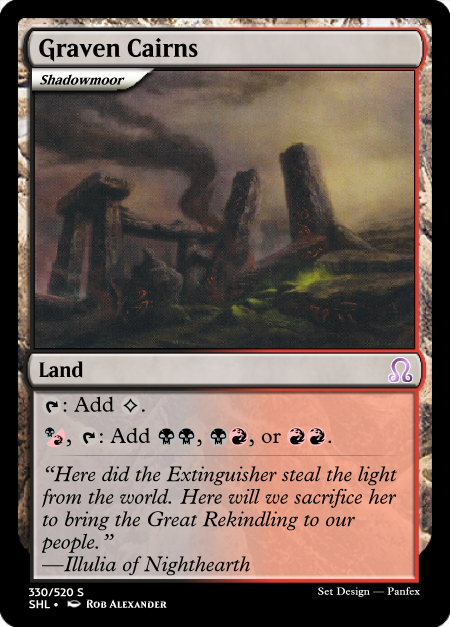 Graven Cairns
Shadowmoor
Land
: Add .
, : Add , , or .
“Here did the Extinguisher steal the light
from the world. Here will we sacrifice her
to bring the Great Rekindling to our
people.”
—Illulia of Nighthearth
330/520 S
Set Design — Panfex
SHL • Rob Alexander